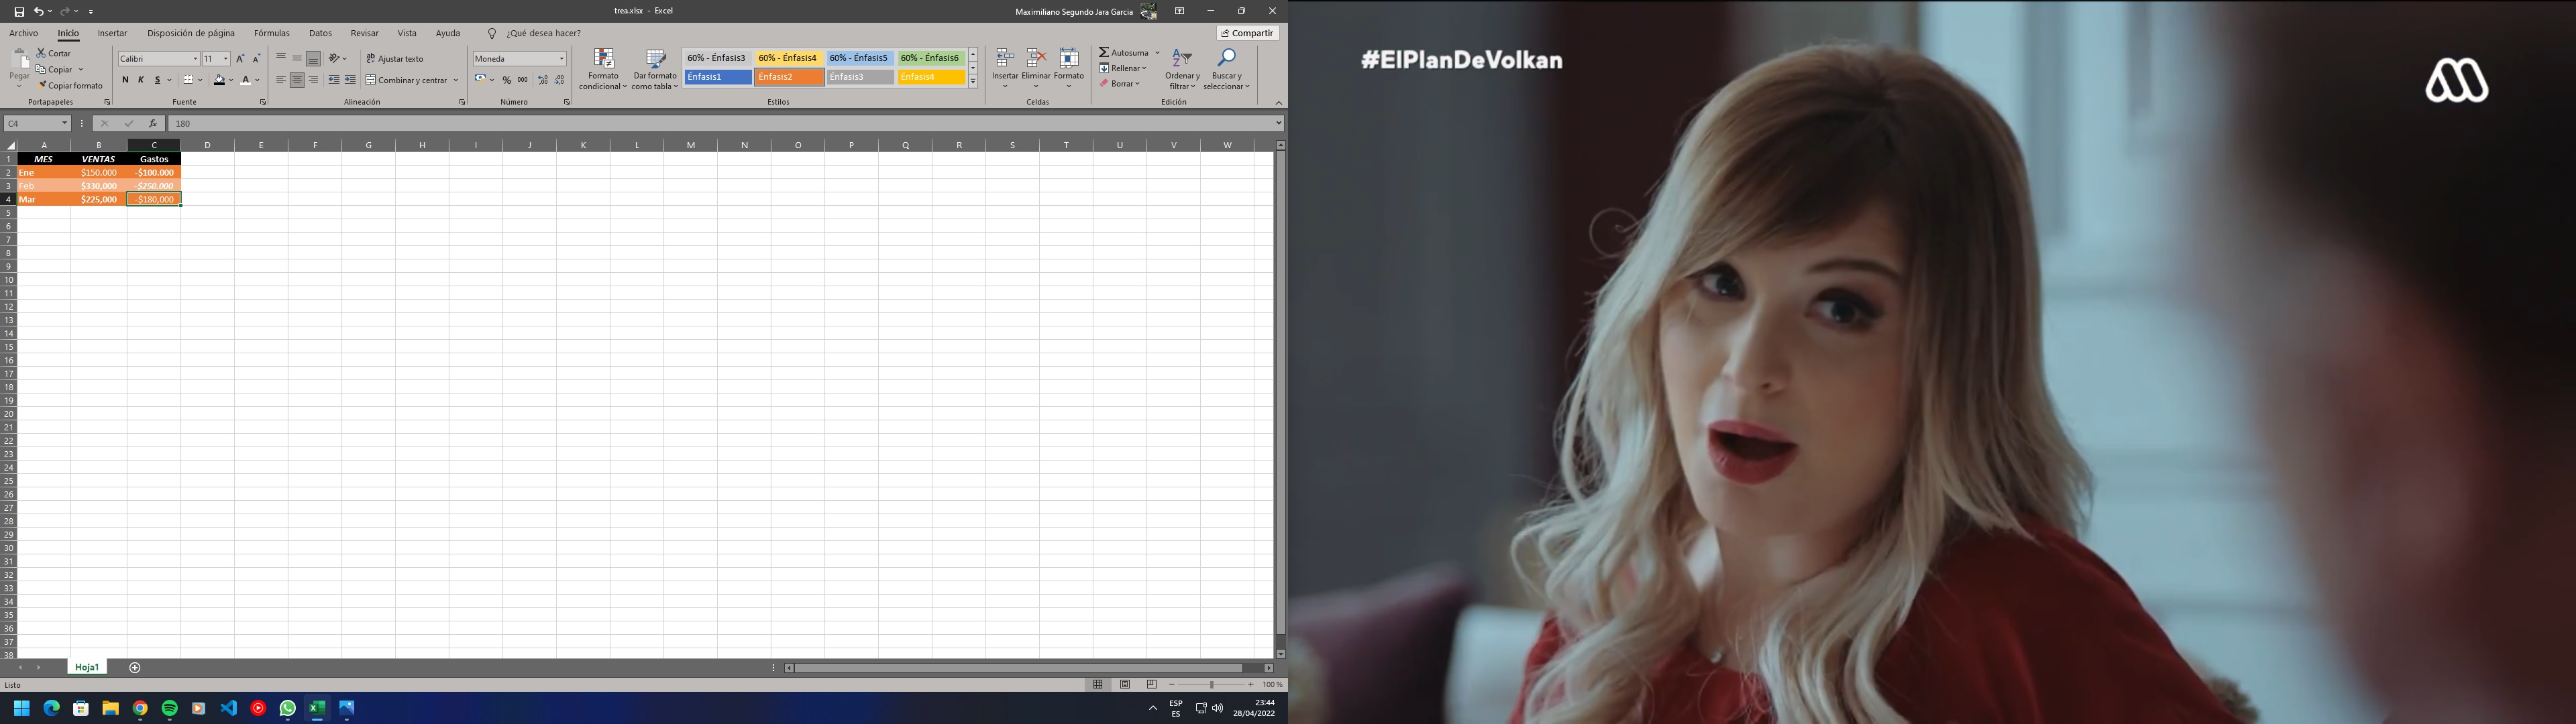 trea.xlsx - Excel
Maximiliano Segundo Jara Garcia
Archivo Inicio Insertar Disposición de página Fórmulas Datos Revisar Vista Ayuda ¿Qué desea hacer? Compartir
Pegar
Cortar
Copiar
Copiar formato
Portapapeles
Calibri 11
N K S
Fuente
Ajustar texto
Combinar y centrar
Alineación
Moneda
% 000
Número
Formato condicional
Dar formato como tabla
60% - Énfasis3 60% - Énfasis4 60% - Énfasis5 60% - Énfasis6
Énfasis1 Énfasis2 Énfasis3 Énfasis4
Estilos
Insertar Eliminar Formato
Celdas
Autosuma
Rellenar
Borrar
Ordenar y filtrar
Buscar y seleccionar
Edición
C4 fx 180
A B C D E F G H I J K L M N O P Q R S T U V W
1 MES VENTAS Gastos
2 Ene $150.000 -$100.000
3 Feb $330,000 -$250.000
4 Mar $225,000 -$180,000
5
6
7
8
9
10
11
12
13
14
15
16
17
18
19
20
21
22
23
24
25
26
27
28
29
30
31
32
33
34
35
36
37
38
Hoja1
Listo
100 %
ESP
ES
23:44
28/04/2022
#ElPlanDeVolkan